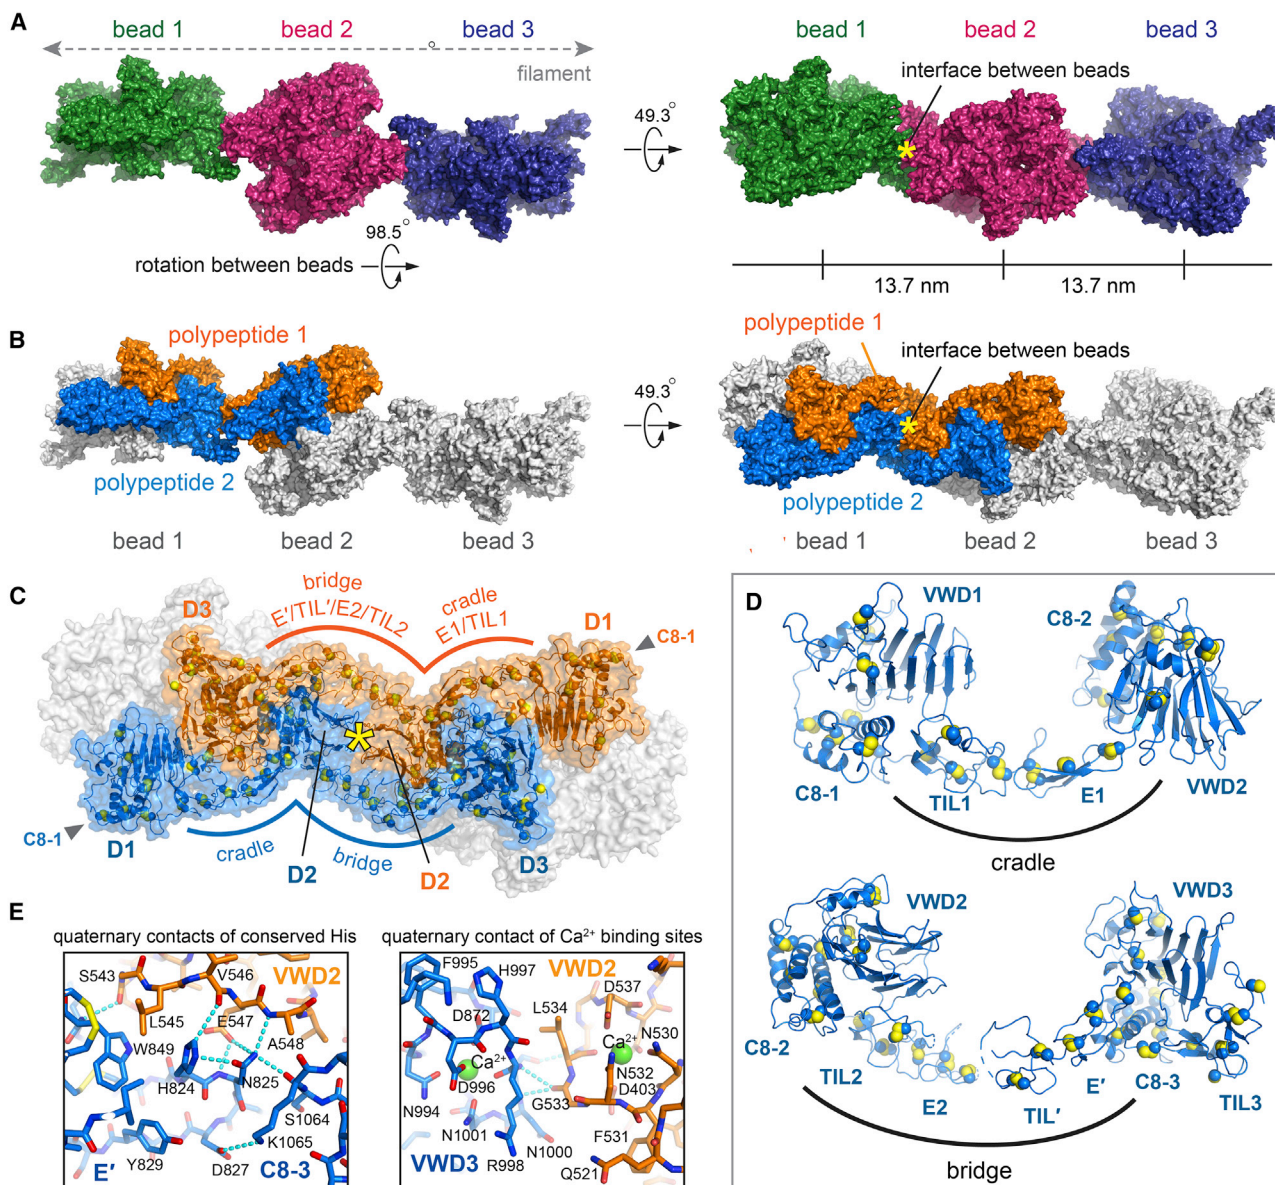 A
bead 1
bead 2
bead 3
filament
98.5°
rotation between beads
49.3°
bead 1
bead 2
bead 3
interface between beads
*
13.7 nm
13.7 nm
B
polypeptide 1
polypeptide 2
bead 1
bead 2
bead 3
49.3°
polypeptide 1
interface between beads
*
polypeptide 2
bead 1
bead 2
bead 3
C
D3
bridge
E′/TIL′/E2/TIL2
cradle
E1/TIL1
D1
C8-1
*
C8-1
D1
cradle
D2
bridge
D2
D3
D
VWD1
C8-2
C8-1
TIL1
E1
VWD2
cradle
VWD2
VWD3
C8-2
TIL2
E2
TIL′
E′
C8-3
TIL3
bridge
E
quaternary contacts of conserved His
S543
V546
VWD2
L545
E547
W849
A548
H824
N825
S1064
K1065
Y829
D827
E′
C8-3
quaternary contact of Ca²⁺ binding sites
F995
H997
VWD2
D872
L534
D537
N530
Ca²⁺
Ca²⁺
N532
D996
D403
N994
G533
N1001
N1000
F531
VWD3
R998
Q521